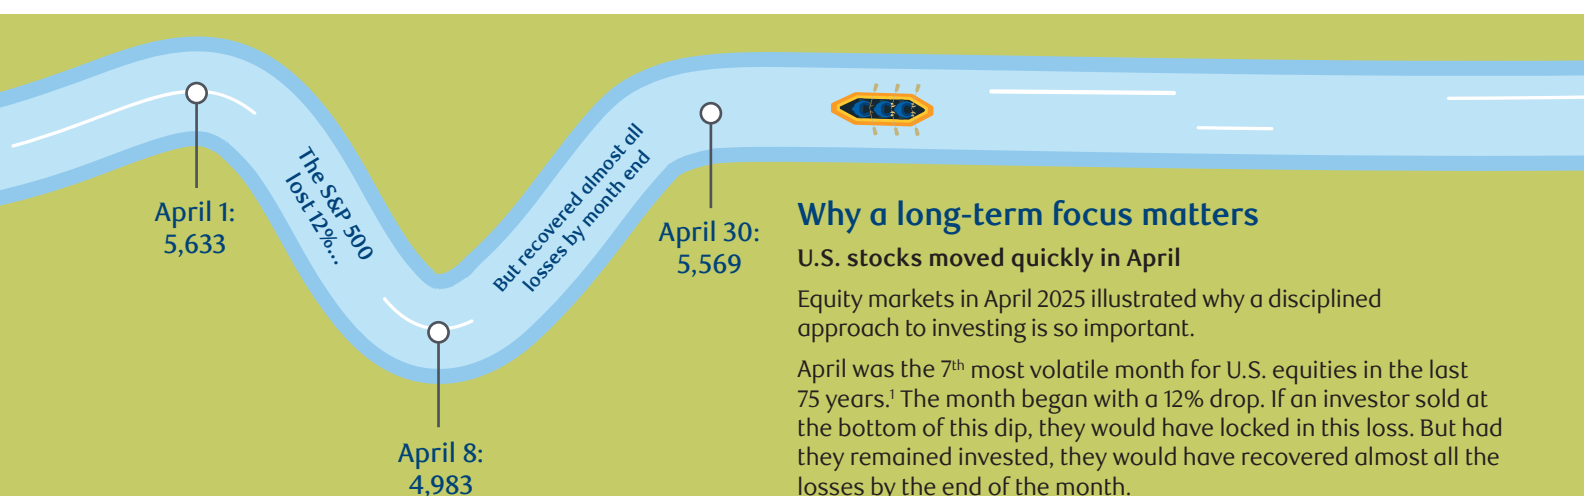 April 1:
5,633
The S&P 500
lost 12%...
April 8:
4,983
But recovered almost all
losses by month end
April 30:
5,569
Why a long-term focus matters
U.S. stocks moved quickly in April
Equity markets in April 2025 illustrated why a disciplined
approach to investing is so important.
April was the 7th most volatile month for U.S. equities in the last
75 years.1 The month began with a 12% drop. If an investor sold at
the bottom of this dip, they would have locked in this loss. But had
they remained invested, they would have recovered almost all the
losses by the end of the month.